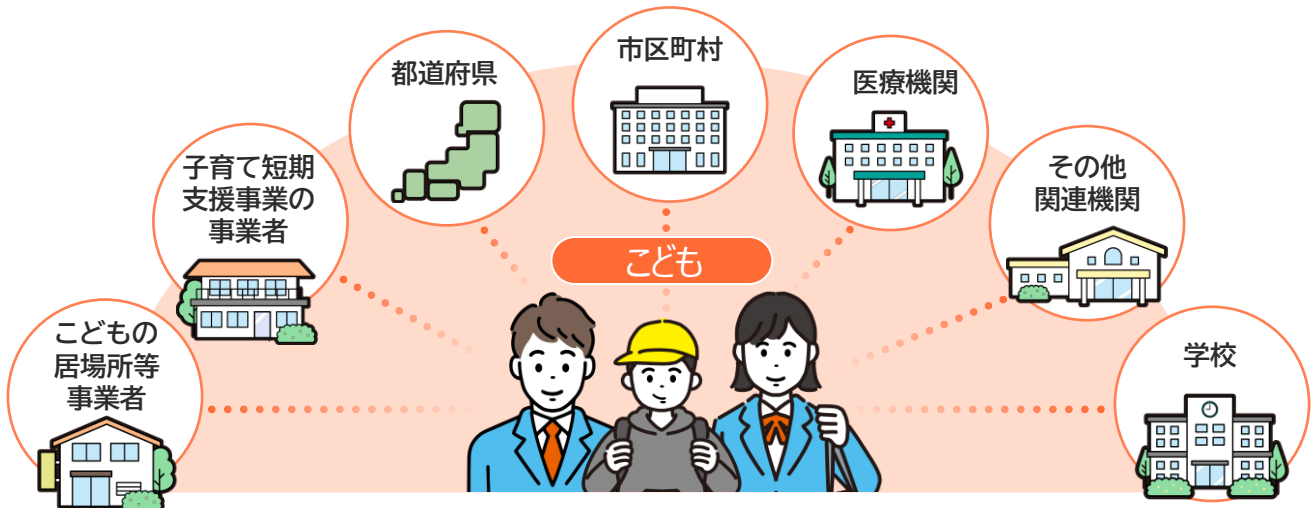 市区町村
都道府県
医療機関
子育て短期
支援事業の
事業者
その他
関連機関
こども
こどもの
居場所等
事業者
学校